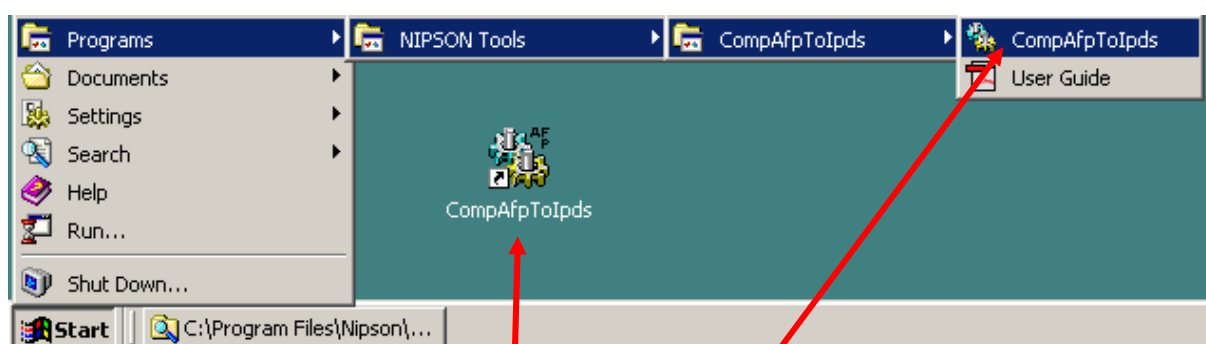 Programs
NIPSON Tools
CompAfpToIpds
CompAfpToIpds
Documents
User Guide
Settings
Search
Help
Run...
Shut Down...
AF
P
CompAfpToIpds
Start
C:\Program Files\Nipson\...